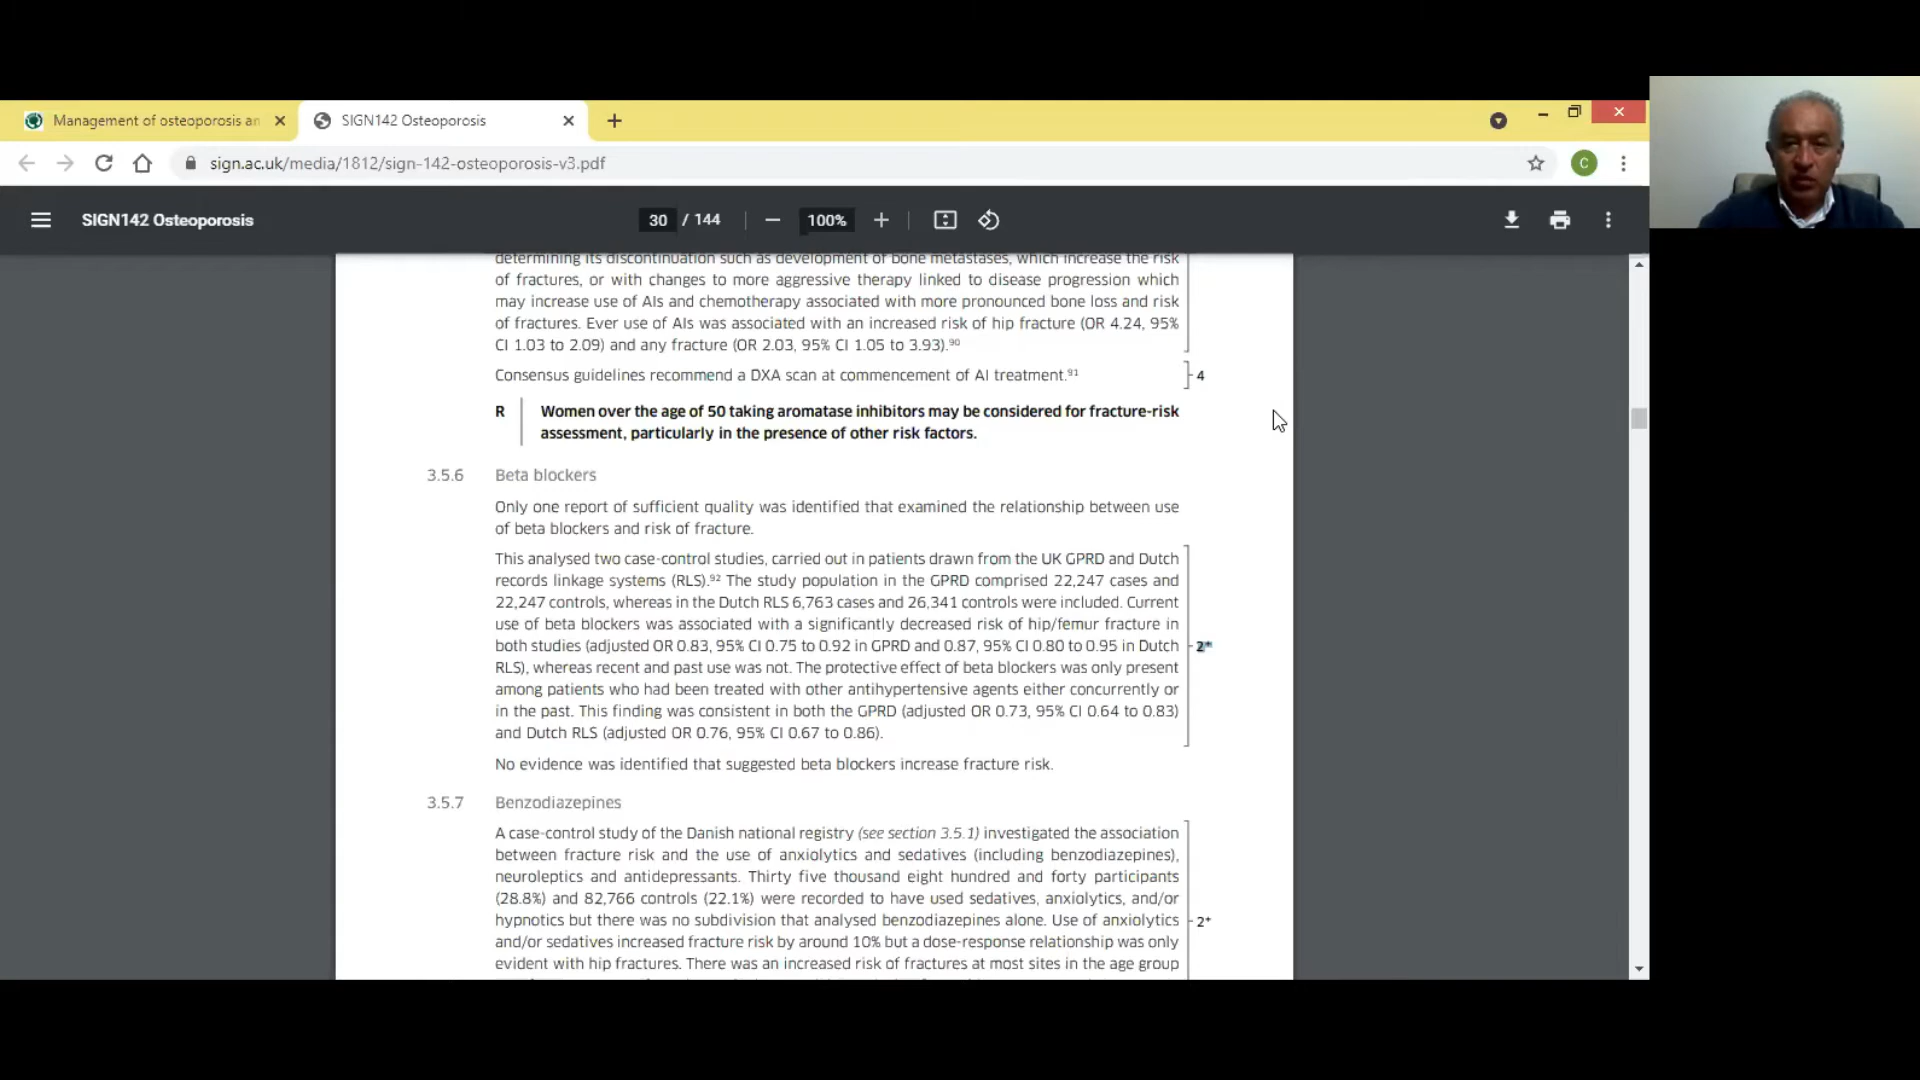 Management of osteoporosis an
SIGN142 Osteoporosis
sign.ac.uk/media/1812/sign-142-osteoporosis-v3.pdf
C
SIGN142 Osteoporosis
30 / 144
100%
determining its discontinuation such as development of bone metastases, which increase the risk
of fractures, or with changes to more aggressive therapy linked to disease progression which
may increase use of AIs and chemotherapy associated with more pronounced bone loss and risk
of fractures. Ever use of AIs was associated with an increased risk of hip fracture (OR 4.24, 95%
CI 1.03 to 2.09) and any fracture (OR 2.03, 95% CI 1.05 to 3.93).⁹⁰
Consensus guidelines recommend a DXA scan at commencement of AI treatment.⁹¹
4
R Women over the age of 50 taking aromatase inhibitors may be considered for fracture-risk
assessment, particularly in the presence of other risk factors.
3.5.6 Beta blockers
Only one report of sufficient quality was identified that examined the relationship between use
of beta blockers and risk of fracture.
This analysed two case-control studies, carried out in patients drawn from the UK GPRD and Dutch
records linkage systems (RLS).⁹² The study population in the GPRD comprised 22,247 cases and
22,247 controls, whereas in the Dutch RLS 6,763 cases and 26,341 controls were included. Current
use of beta blockers was associated with a significantly decreased risk of hip/femur fracture in
both studies (adjusted OR 0.83, 95% CI 0.75 to 0.92 in GPRD and 0.87, 95% CI 0.80 to 0.95 in Dutch
2⁺
RLS), whereas recent and past use was not. The protective effect of beta blockers was only present
among patients who had been treated with other antihypertensive agents either concurrently or
in the past. This finding was consistent in both the GPRD (adjusted OR 0.73, 95% CI 0.64 to 0.83)
and Dutch RLS (adjusted OR 0.76, 95% CI 0.67 to 0.86).
No evidence was identified that suggested beta blockers increase fracture risk.
3.5.7 Benzodiazepines
A case-control study of the Danish national registry (see section 3.5.1) investigated the association
between fracture risk and the use of anxiolytics and sedatives (including benzodiazepines),
neuroleptics and antidepressants. Thirty five thousand eight hundred and forty participants
(28.8%) and 82,766 controls (22.1%) were recorded to have used sedatives, anxiolytics, and/or
hypnotics but there was no subdivision that analysed benzodiazepines alone. Use of anxiolytics
2⁺
and/or sedatives increased fracture risk by around 10% but a dose-response relationship was only
evident with hip fractures. There was an increased risk of fractures at most sites in the age group